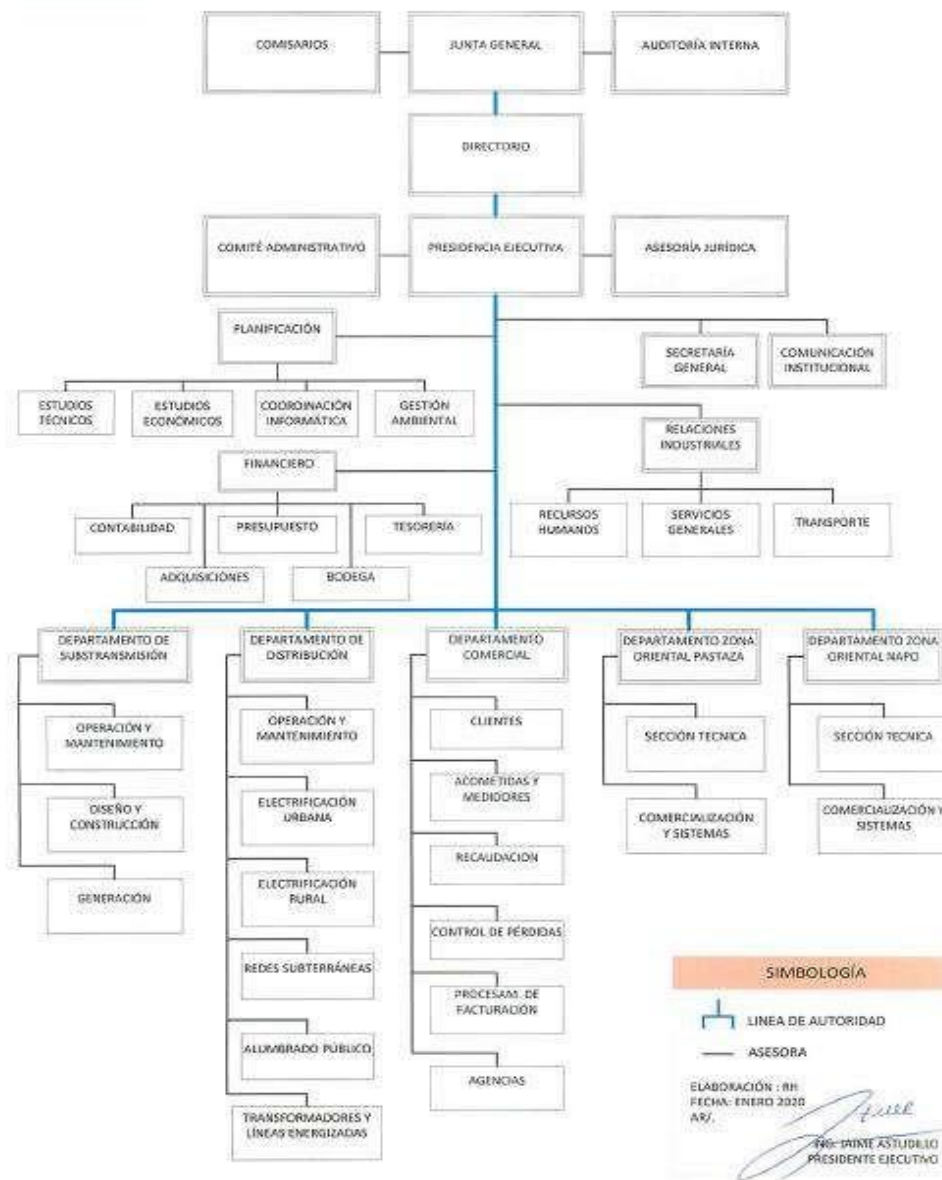 COMISARIOS
JUNTA GENERAL
AUDITORÍA INTERNA
DIRECTORIO
COMITÉ ADMINISTRATIVO
PRESIDENCIA EJECUTIVA
ASESORÍA JURÍDICA
PLANIFICACIÓN
SECRETARÍA
GENERAL
COMUNICACIÓN
INSTITUCIONAL
ESTUDIOS
TÉCNICOS
ESTUDIOS
ECONÓMICOS
COORDINACIÓN
INFORMÁTICA
GESTIÓN
AMBIENTAL
RELACIONES
INDUSTRIALES
FINANCIERO
CONTABILIDAD
PRESUPUESTO
TESORERÍA
RECURSOS
HUMANOS
SERVICIOS
GENERALES
TRANSPORTE
ADQUISICIONES
BODEGA
DEPARTAMENTO DE
SUBSTRANSMISIÓN
DEPARTAMENTO DE
DISTRIBUCIÓN
DEPARTAMENTO
COMERCIAL
DEPARTAMENTO ZONA
ORIENTAL PASTAZA
DEPARTAMENTO ZONA
ORIENTAL NAPO
OPERACIÓN Y
MANTENIMIENTO
DISEÑO Y
CONSTRUCCIÓN
GENERACIÓN
OPERACIÓN Y
MANTENIMIENTO
ELECTRIFICACIÓN
URBANA
ELECTRIFICACIÓN
RURAL
REDES SUBTERRÁNEAS
ALUMBRADO PÚBLICO
TRANSFORMADORES Y
LÍNEAS ENERGIZADAS
CLIENTES
ACOMETIDAS Y
MEDIDORES
RECAUDACION
CONTROL DE PÉRDIDAS
PROCESAM. DE
FACTURACIÓN
AGENCIAS
SECCIÓN TECNICA
COMERCIALIZACIÓN
Y SISTEMAS
SECCIÓN TECNICA
COMERCIALIZACIÓN Y
SISTEMAS
SIMBOLOGÍA
LINEA DE AUTORIDAD
ASESORA
ELABORACIÓN : RH
FECHA: ENERO 2020
AR/.
ING. JAIME ASTUDILLO
PRESIDENTE EJECUTIVO